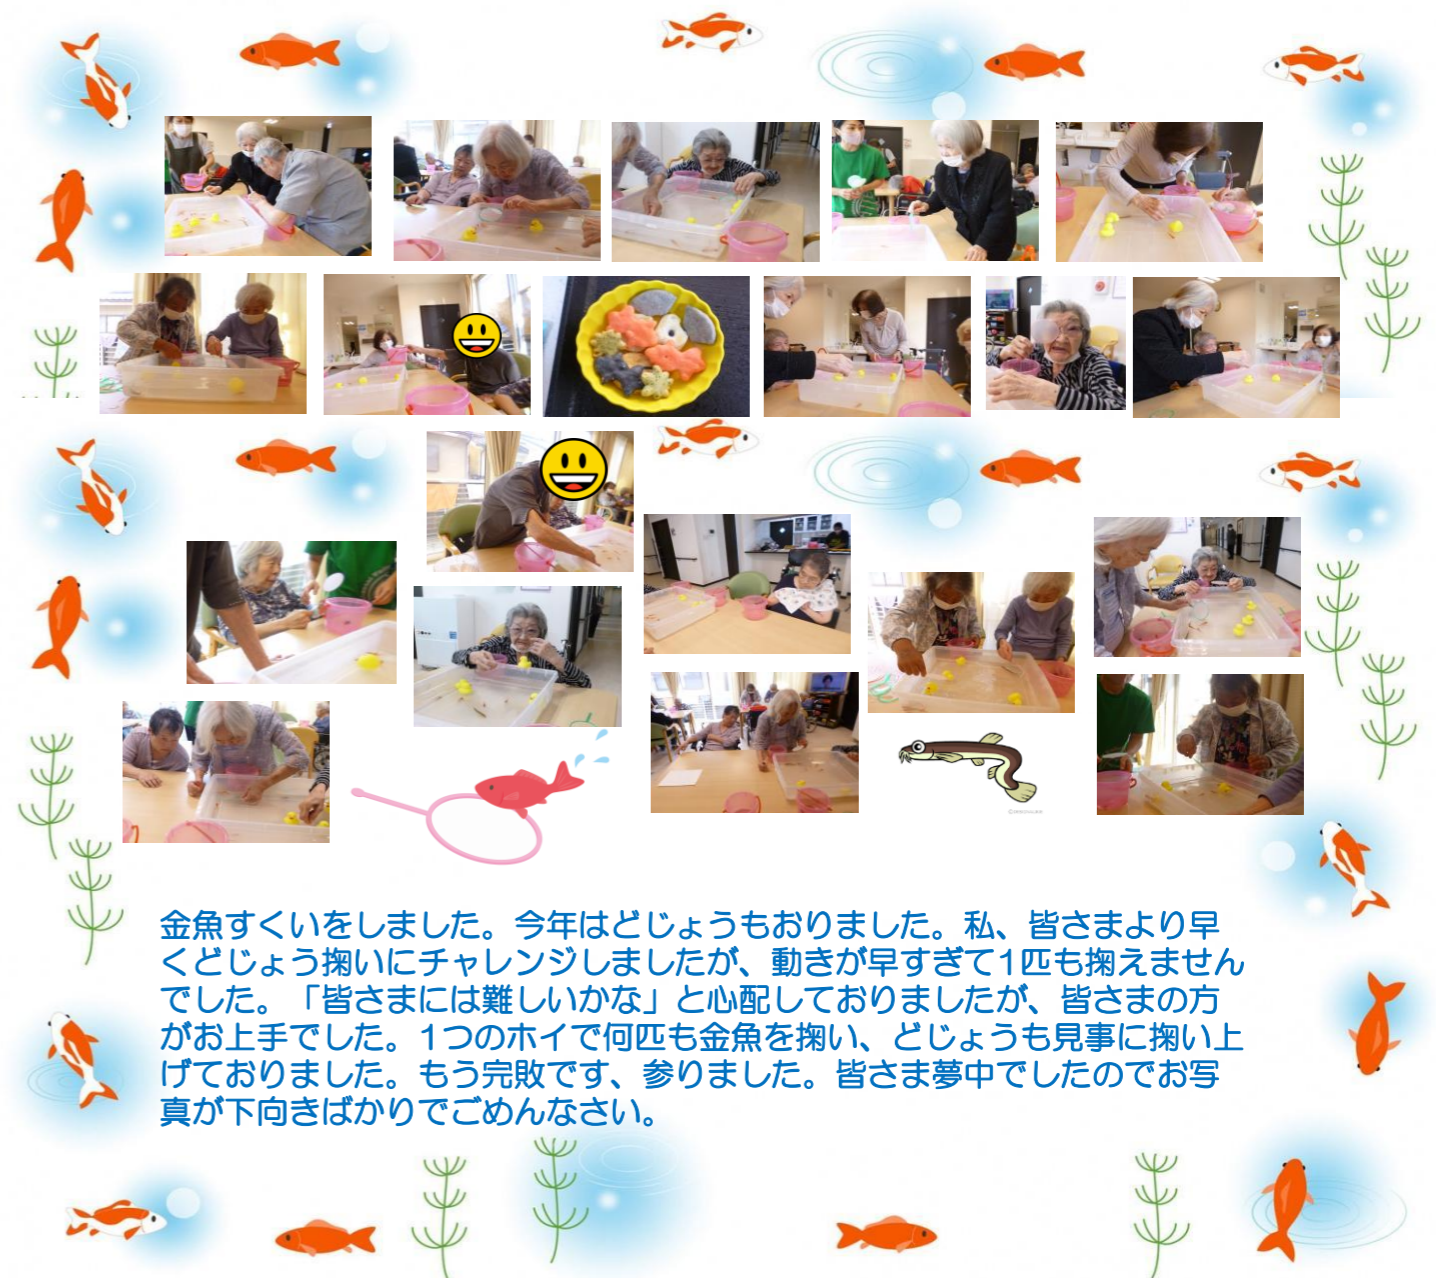 金魚すくいをしました。今年はどじょうもおりました。私、皆さまより早
くどじょう掬いにチャレンジしましたが、動きが早すぎて1匹も掬えません
でした。「皆さまには難しいかな」と心配しておりましたが、皆さまの方
がお上手でした。1つのホイで何匹も金魚を掬い、どじょうも見事に掬い上
げておりました。もう完敗です、参りました。皆さま夢中でしたのでお写
真が下向きばかりでごめんなさい。